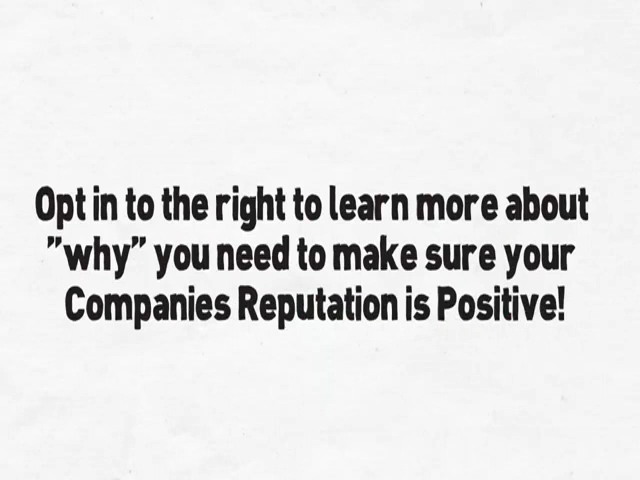 Opt in to the right to learn more about
"why" you need to make sure your
Companies Reputation is Positive!